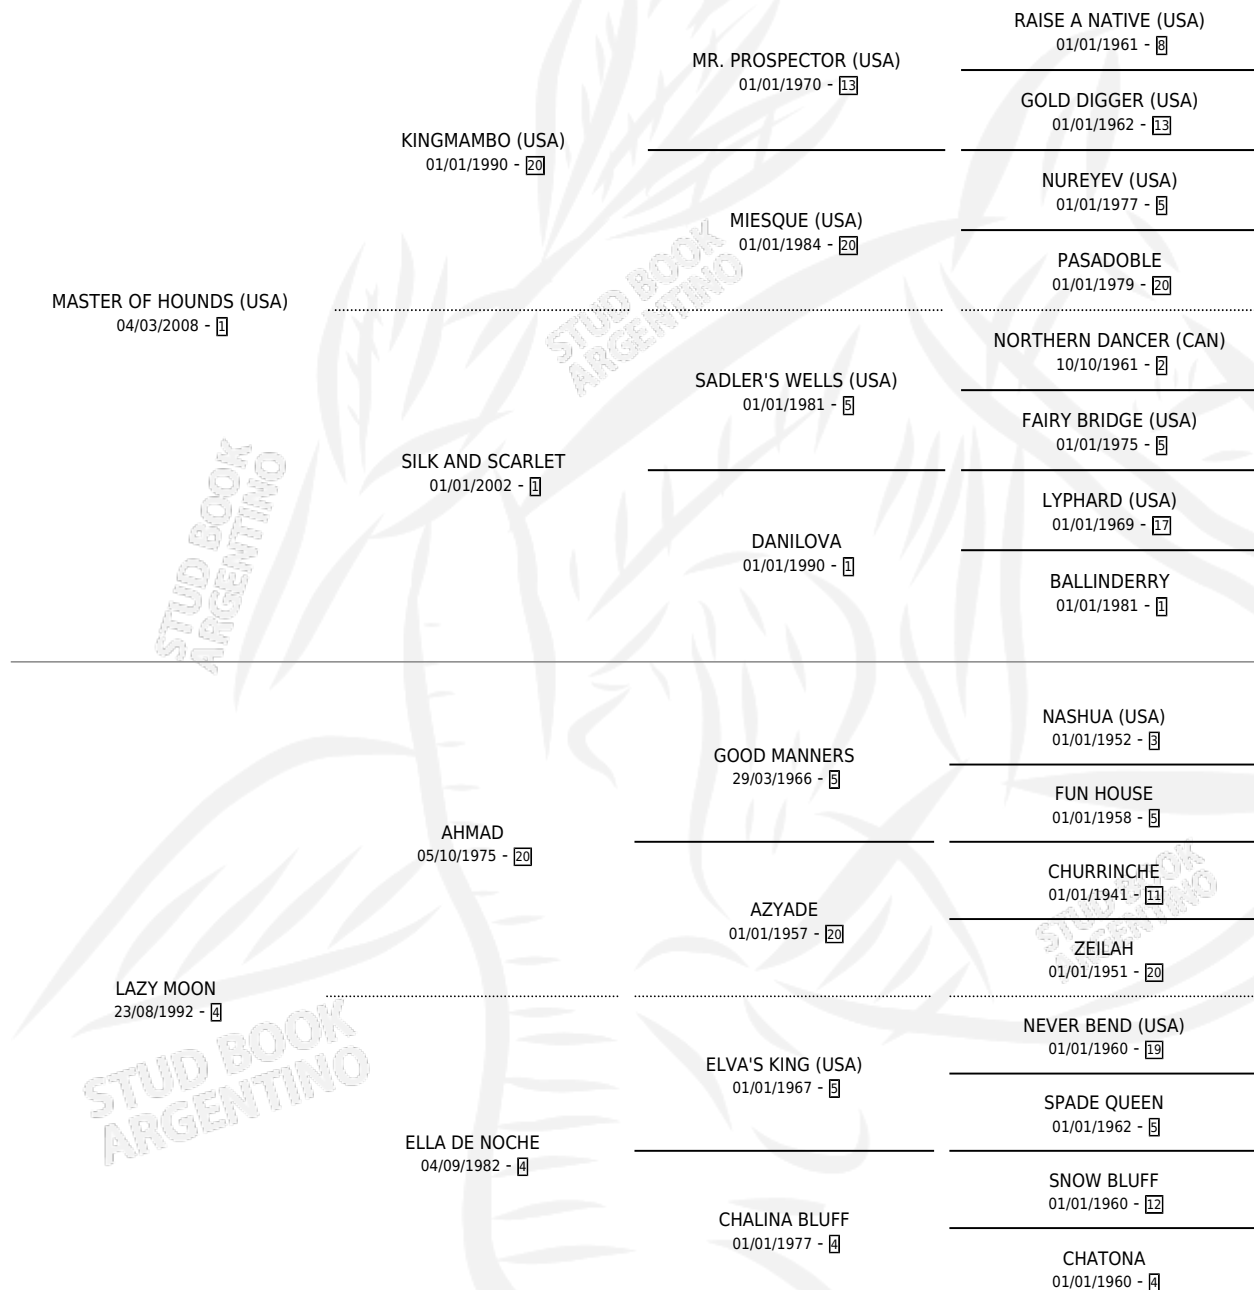 RAISE A NATIVE (USA)
01/01/1961 - 8
MR. PROSPECTOR (USA)
01/01/1970 - 13
GOLD DIGGER (USA)
01/01/1962 - 13
KINGMAMBO (USA)
01/01/1990 - 20
NUREYEV (USA)
01/01/1977 - 5
MIESQUE (USA)
01/01/1984 - 20
PASADOBLE
01/01/1979 - 20
MASTER OF HOUNDS (USA)
04/03/2008 - 1
NORTHERN DANCER (CAN)
10/10/1961 - 2
SADLER'S WELLS (USA)
01/01/1981 - 5
FAIRY BRIDGE (USA)
01/01/1975 - 5
SILK AND SCARLET
01/01/2002 - 1
LYPHARD (USA)
01/01/1969 - 17
DANILOVA
01/01/1990 - 1
BALLINDERRY
01/01/1981 - 1
NASHUA (USA)
01/01/1952 - 3
GOOD MANNERS
29/03/1966 - 5
FUN HOUSE
01/01/1958 - 5
AHMAD
05/10/1975 - 20
CHURRINCHE
01/01/1941 - 11
AZYADE
01/01/1957 - 20
ZEILAH
01/01/1951 - 20
LAZY MOON
23/08/1992 - 4
NEVER BEND (USA)
01/01/1960 - 19
ELVA'S KING (USA)
01/01/1967 - 5
SPADE QUEEN
01/01/1962 - 5
ELLA DE NOCHE
04/09/1982 - 4
SNOW BLUFF
01/01/1960 - 12
CHALINA BLUFF
01/01/1977 - 4
CHATONA
01/01/1960 - 4
STUD BOOK
ARGENTINO
STUD BOOK
ARGENTINO
STUD BOOK
ARGENTINO
STUD BOOK
ARGENTINO